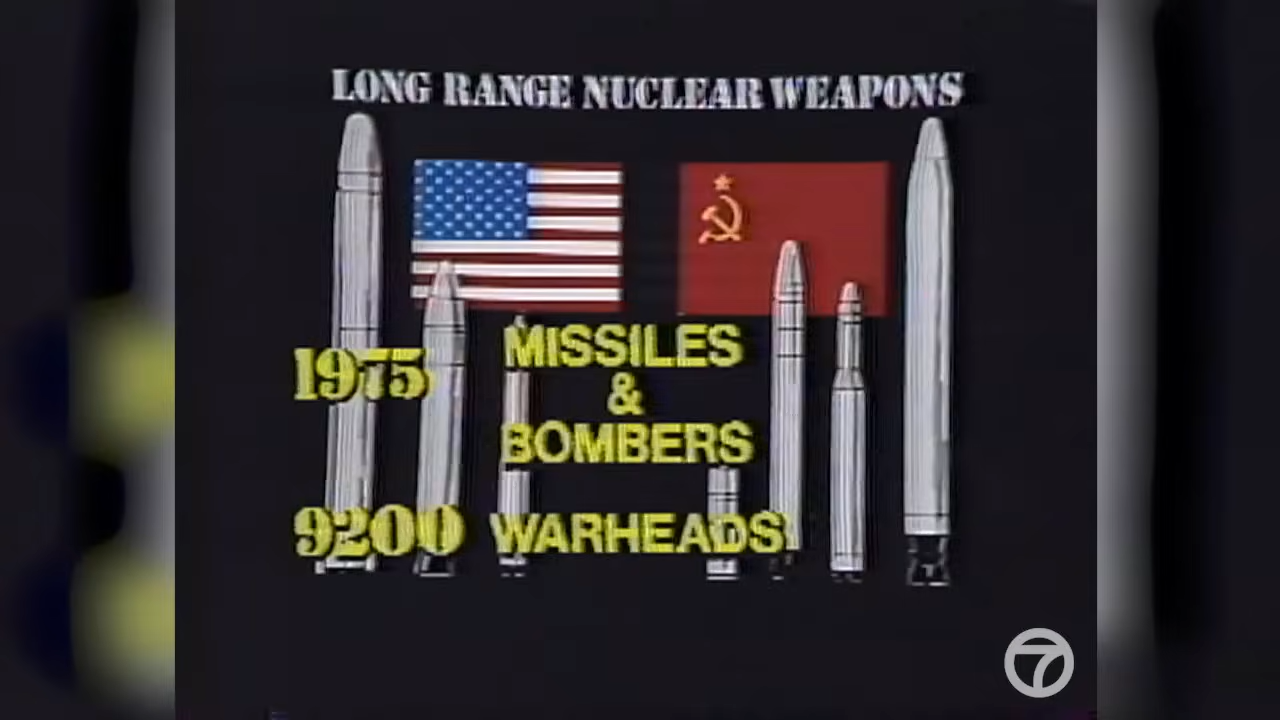 LONG RANGE NUCLEAR WEAPONS
1975 MISSILES
&
BOMBERS
9200 WARHEADS
7